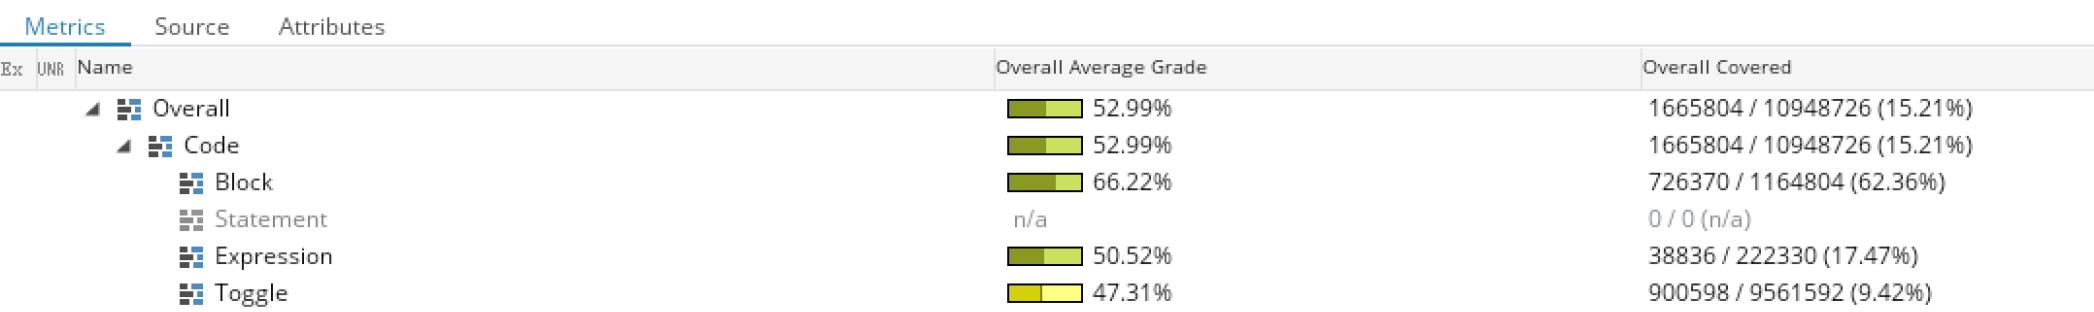 Metrics Source Attributes
Ex UNR Name Overall Average Grade Overall Covered
Overall 52.99% 1665804 / 10948726 (15.21%)
Code 52.99% 1665804 / 10948726 (15.21%)
Block 66.22% 726370 / 1164804 (62.36%)
Statement n/a 0 / 0 (n/a)
Expression 50.52% 38836 / 222330 (17.47%)
Toggle 47.31% 900598 / 9561592 (9.42%)